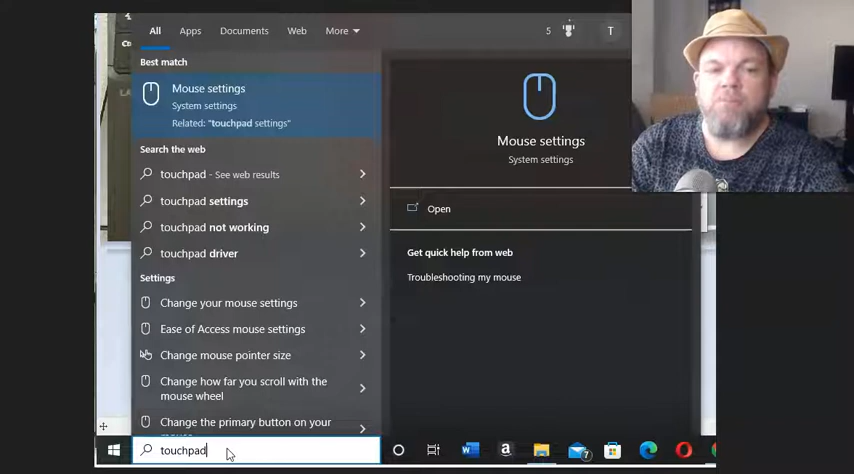 All Apps Documents Web More 5 T
Best match
Mouse settings
System settings
Related: "touchpad settings"
Search the web
touchpad - See web results
touchpad settings
touchpad not working
touchpad driver
Settings
Change your mouse settings
Ease of Access mouse settings
Change mouse pointer size
Change how far you scroll with the
mouse wheel
Change the primary button on your
touchpad
Mouse settings
System settings
Open
Get quick help from web
Troubleshooting my mouse
W a 7